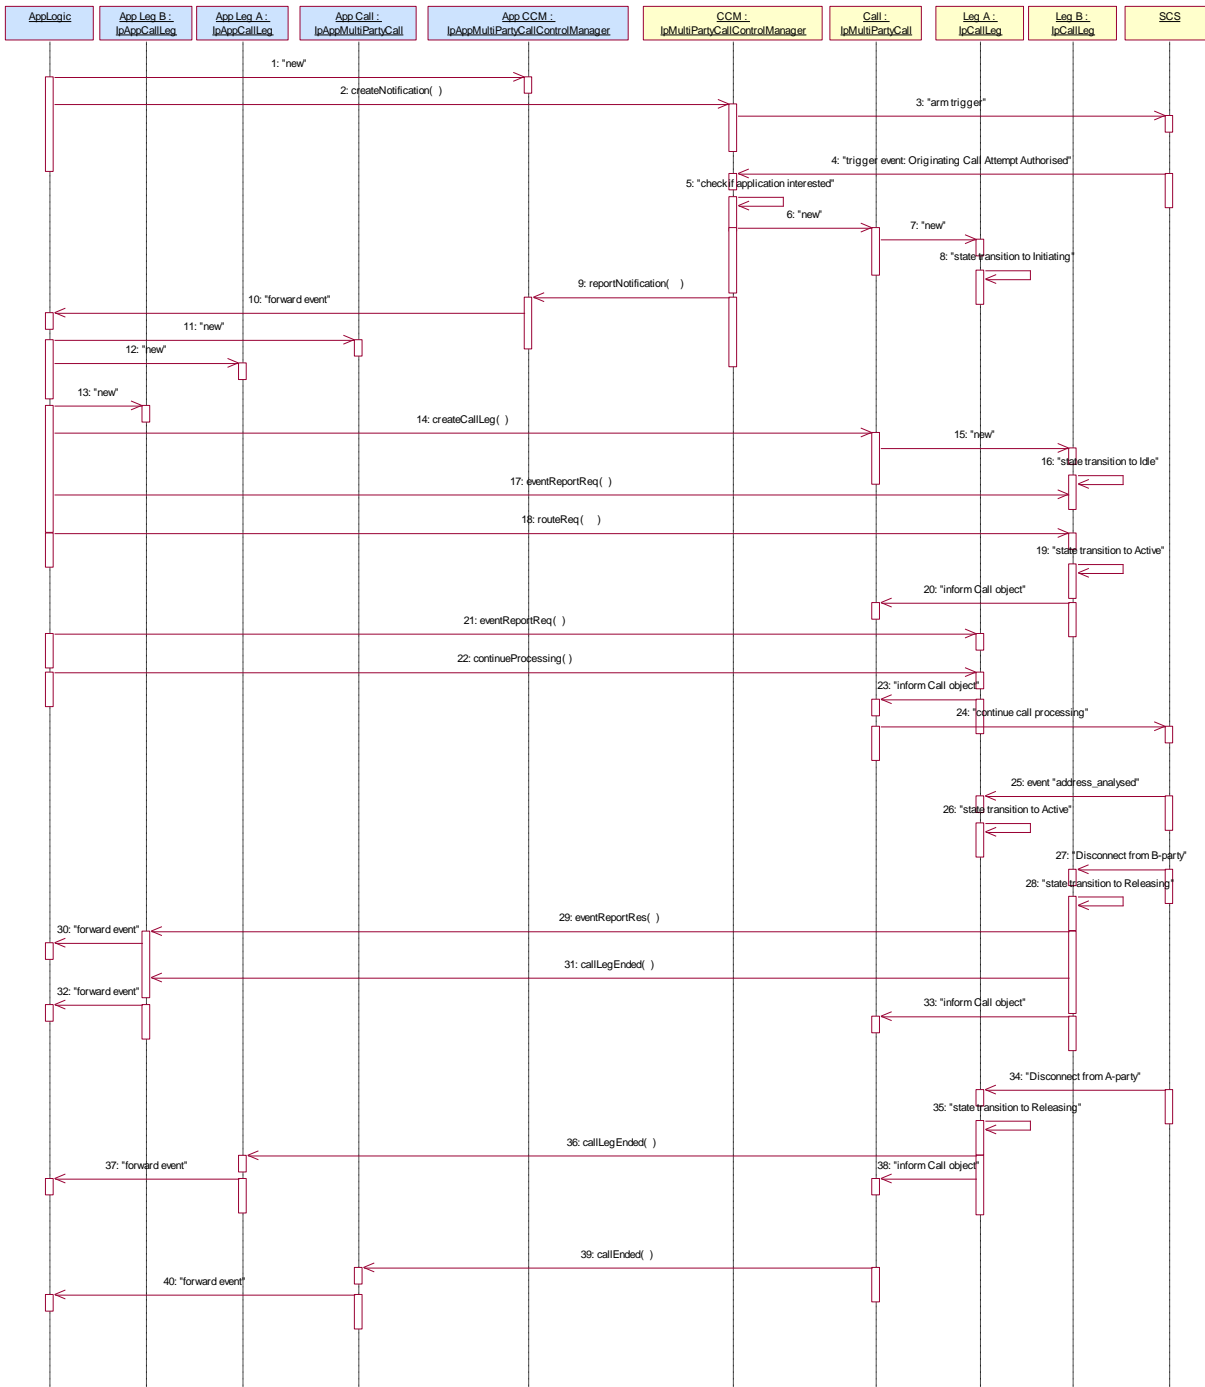 AppLogic
App Leg B :
IpAppCallLeg
App Leg A :
IpAppCallLeg
App Call :
IpAppMultiPartyCall
App CCM :
IpAppMultiPartyCallControlManager
CCM :
IpMultiPartyCallControlManager
Call :
IpMultiPartyCall
Leg A :
IpCallLeg
Leg B :
IpCallLeg
SCS
1: "new"
2: createNotification( )
3: "arm trigger"
4: "trigger event: Originating Call Attempt Authorised"
5: "check if application interested"
6: "new"
7: "new"
8: "state transition to Initiating"
9: reportNotification( )
10: "forward event"
11: "new"
12: "new"
13: "new"
14: createCallLeg( )
15: "new"
16: "state transition to Idle"
17: eventReportReq( )
18: routeReq( )
19: "state transition to Active"
20: "inform Call object"
21: eventReportReq( )
22: continueProcessing( )
23: "inform Call object"
24: "continue call processing"
25: event "address_analysed"
26: "state transition to Active"
27: "Disconnect from B-party"
28: "state transition to Releasing"
29: eventReportRes( )
30: "forward event"
31: callLegEnded( )
32: "forward event"
33: "inform Call object"
34: "Disconnect from A-party"
35: "state transition to Releasing"
36: callLegEnded( )
37: "forward event"
38: "inform Call object"
39: callEnded( )
40: "forward event"